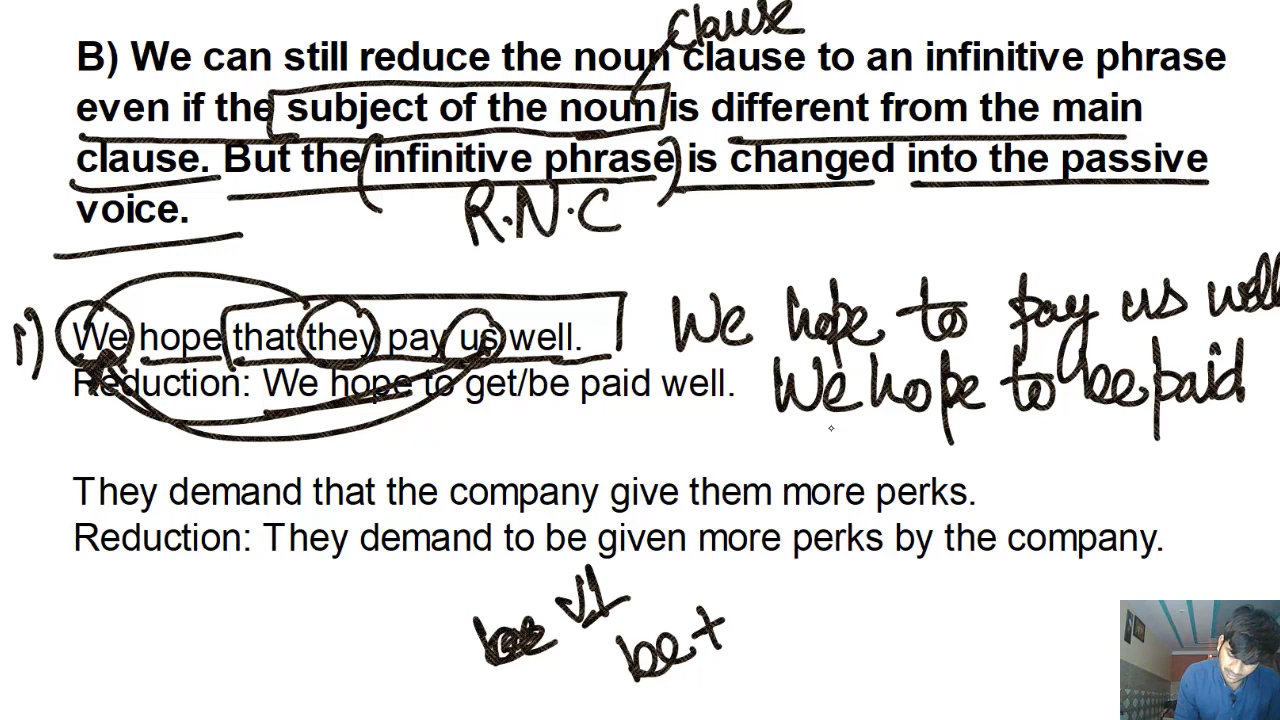 clause
B) We can still reduce the noun clause to an infinitive phrase
even if the subject of the noun is different from the main
clause. But the (infinitive phrase) is changed into the passive
voice.
R.N.C
1) We hope that they pay us well.
We hope to pay us well
Reduction: We hope to get/be paid well.
We hope to be paid
They demand that the company give them more perks.
Reduction: They demand to be given more perks by the company.
be +